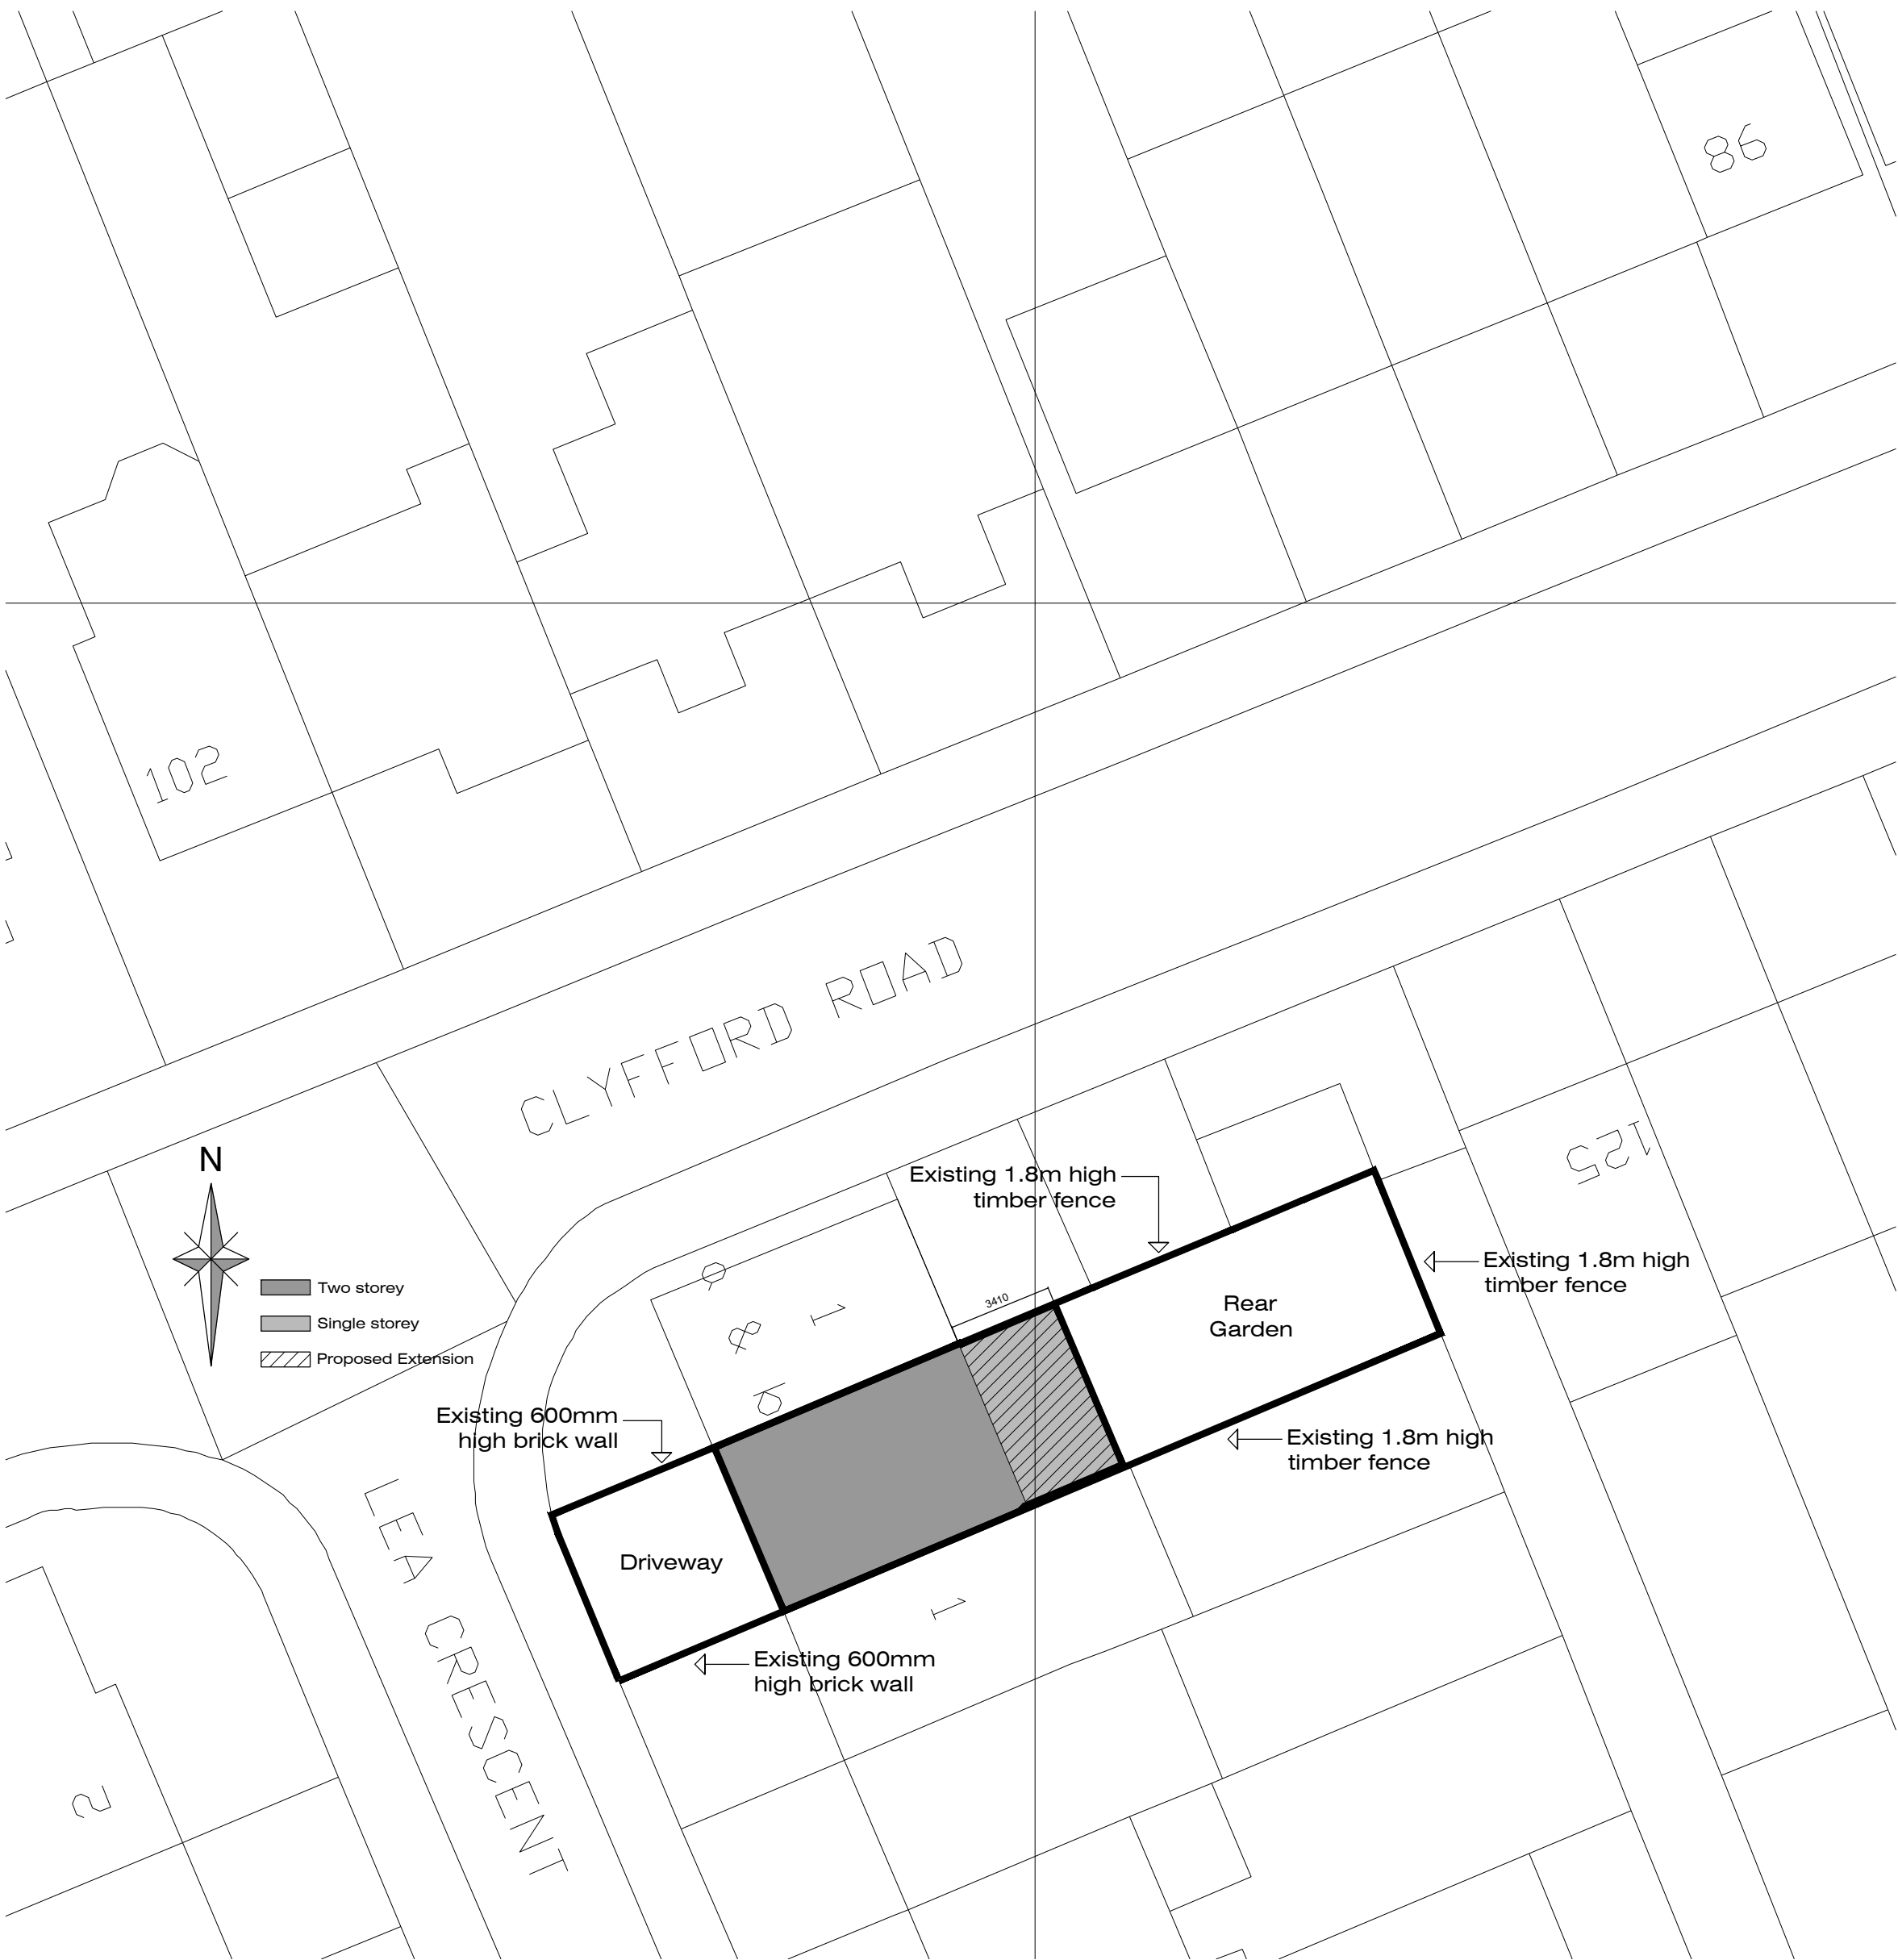 86
102
CLYFFORD ROAD
N
Two storey
Single storey
Proposed Extension
Existing 1.8m high
timber fence
125
Existing 1.8m high
timber fence
3410
Rear
Garden
1
Existing 600mm
high brick wall
Existing 1.8m high
timber fence
LEA CRESCENT
Driveway
1
Existing 600mm
high brick wall
2